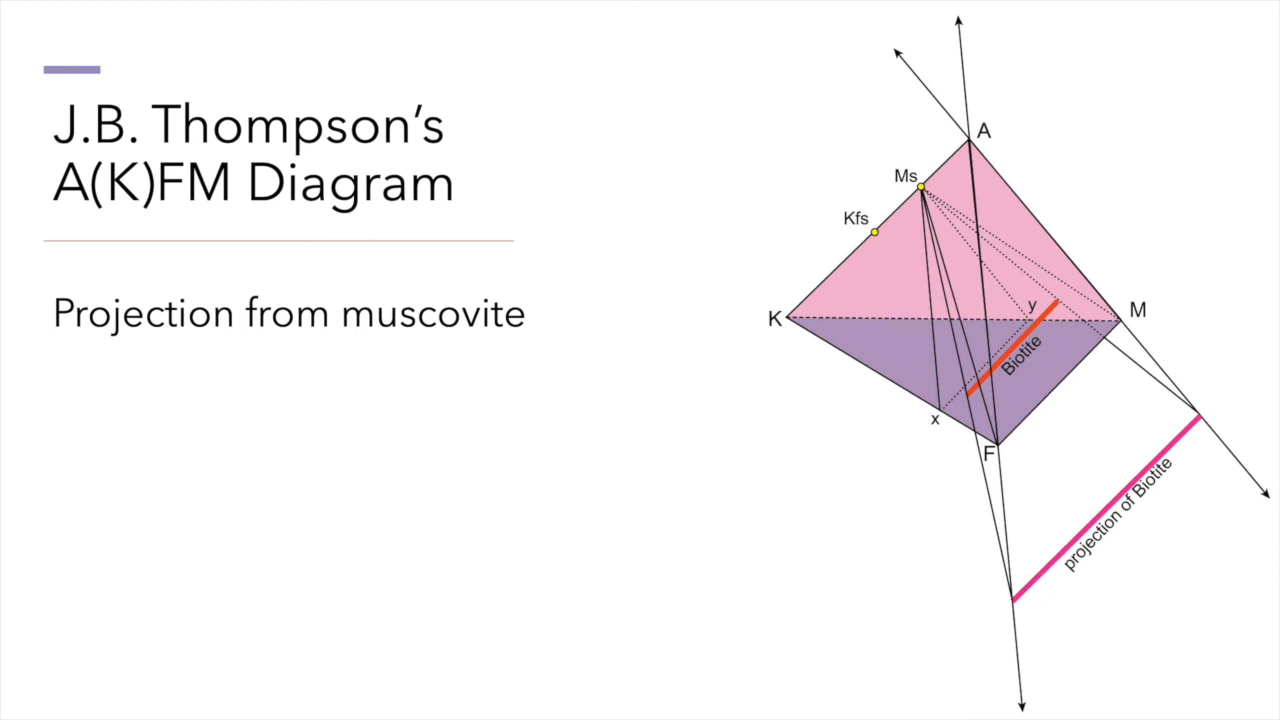 J.B. Thompson’s
A(K)FM Diagram
Projection from muscovite
A
Ms
Kfs
y
M
K
Biotite
x
F
projection of Biotite